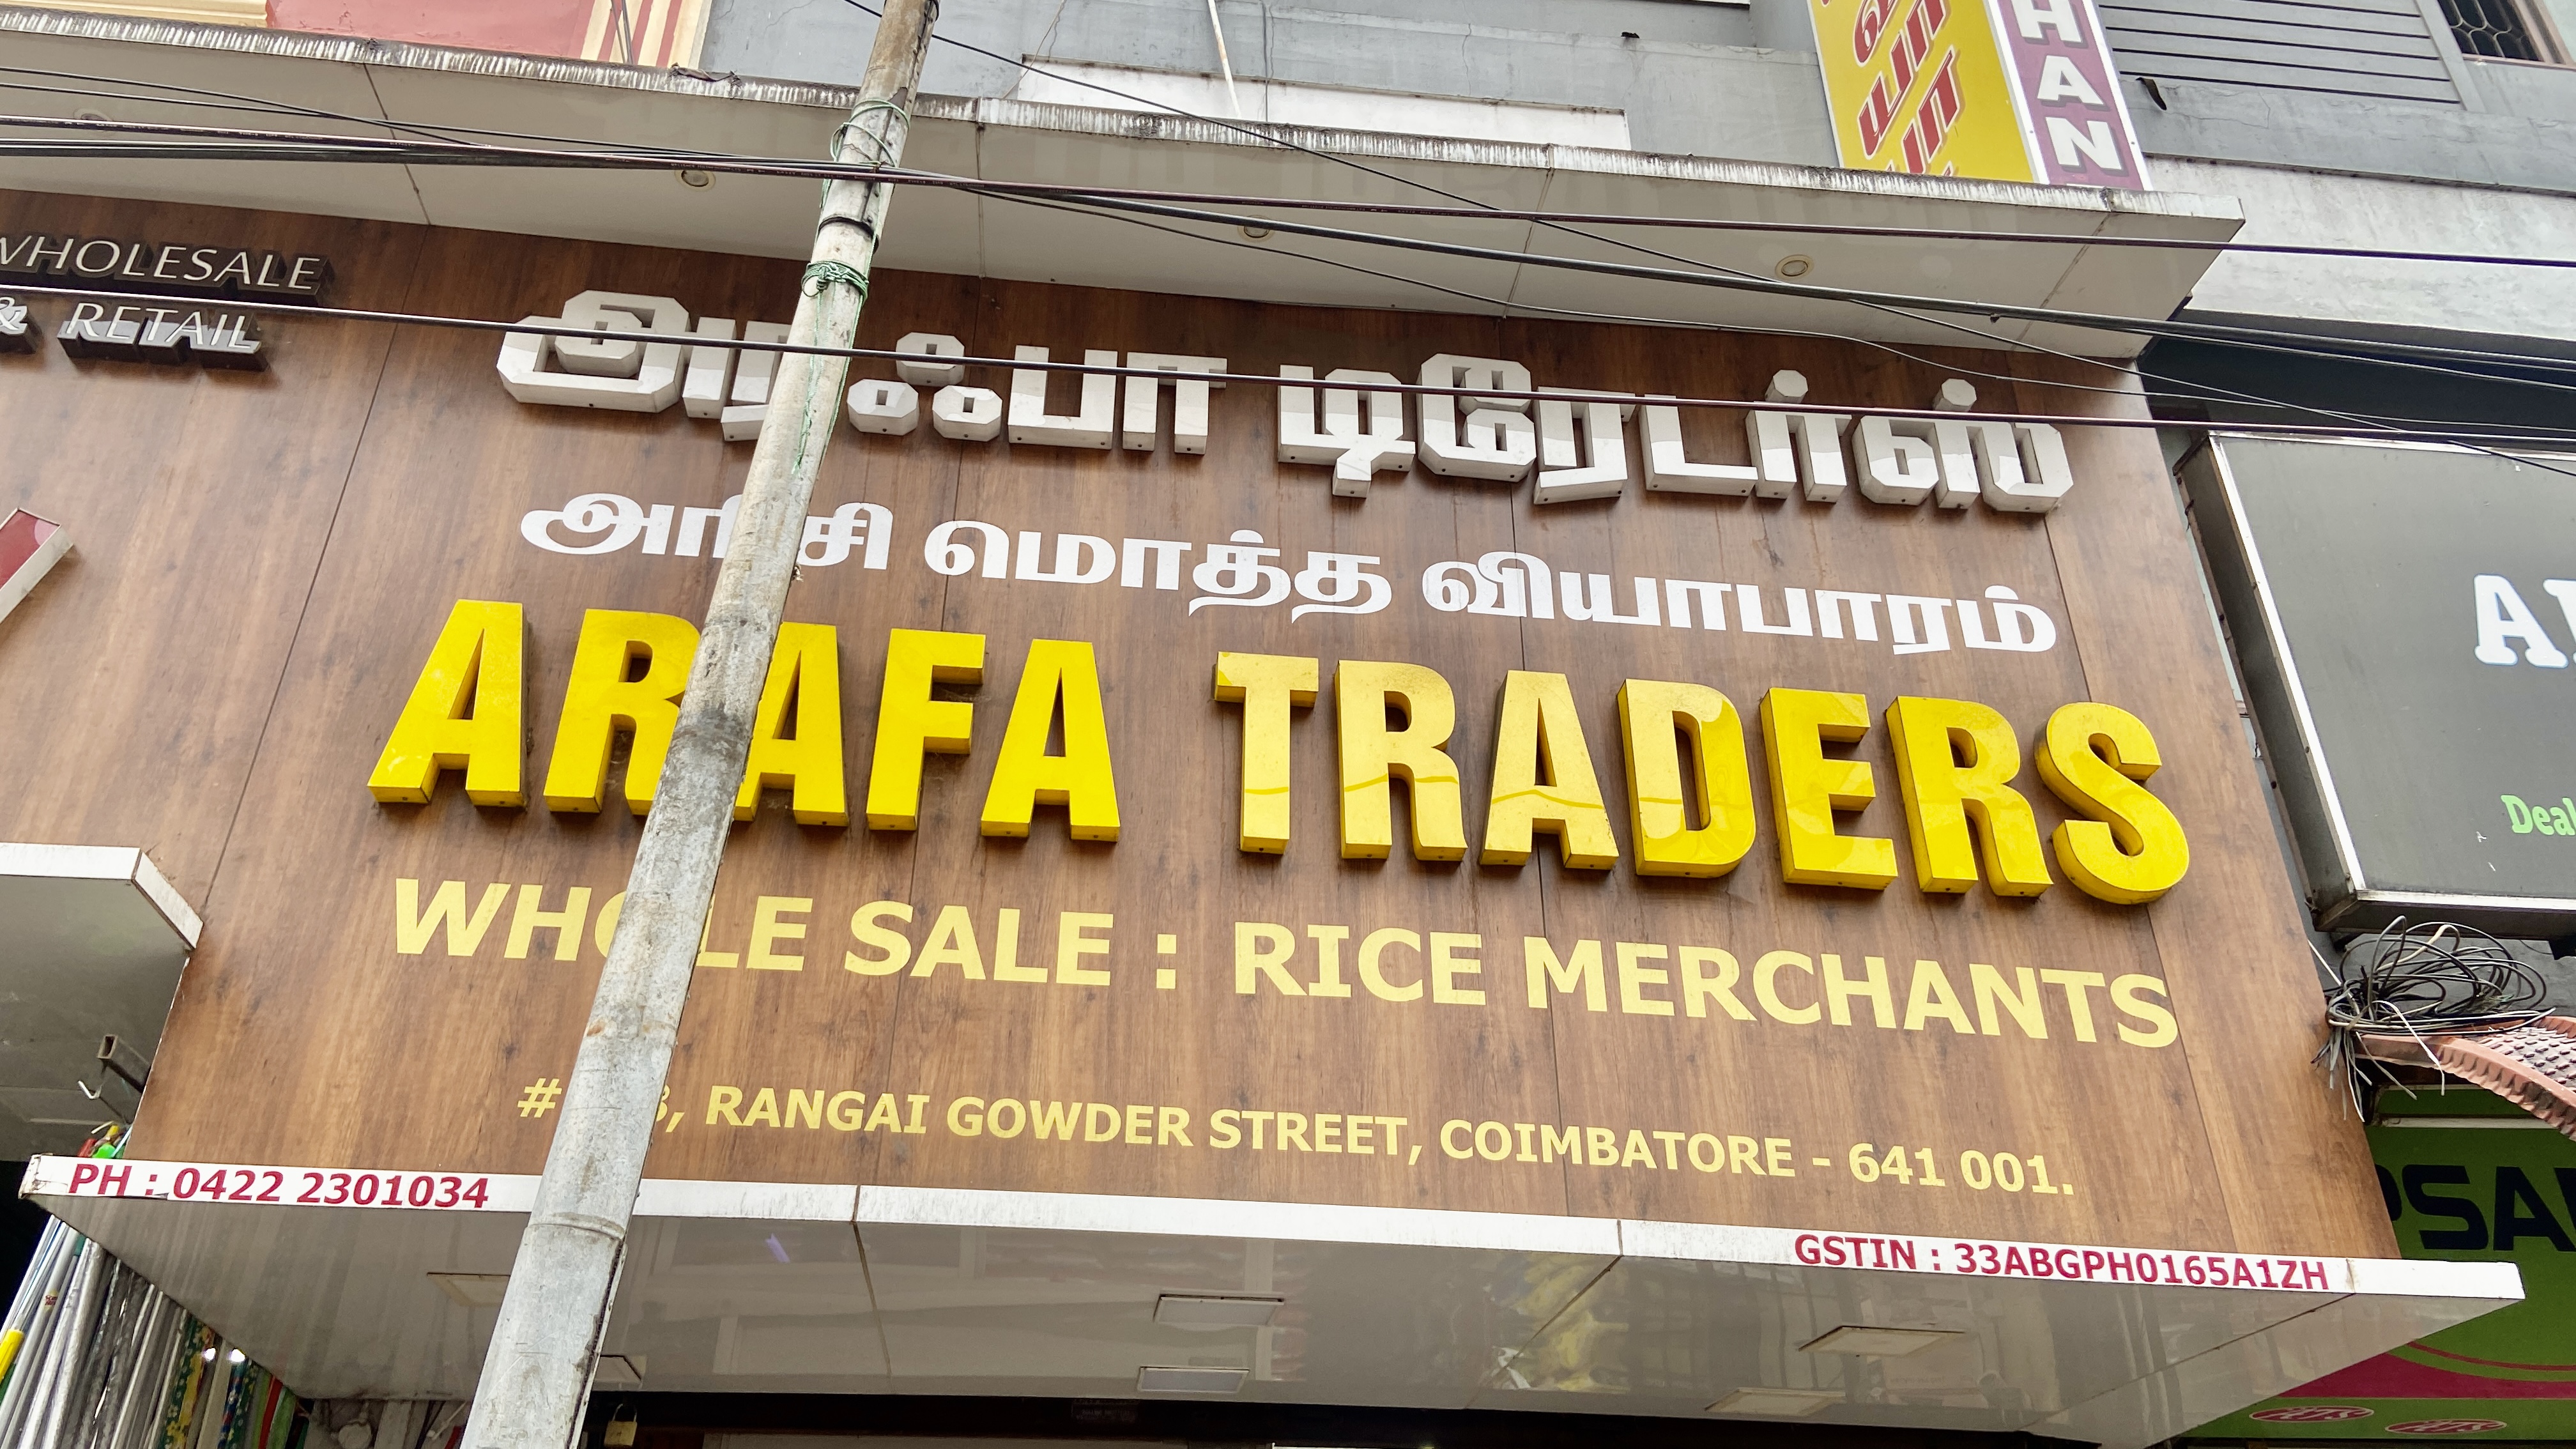 WHOLESALE
& RETAIL
HAN
அரஃபா டிரேடர்ஸ்
அரிசி மொத்த வியாபாரம்
ARAFA TRADERS
WHOLE SALE : RICE MERCHANTS
RANGAI GOWDER STREET, COIMBATORE - 641 001.
PH : 0422 2301034
GSTIN : 33ABGPH0165A1ZH